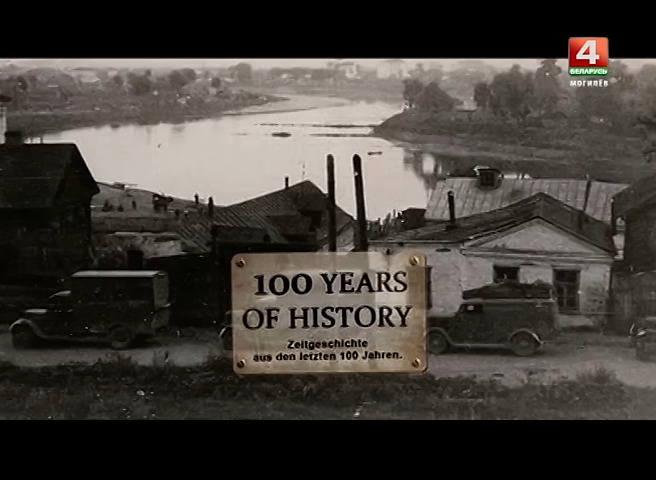 4
БЕЛАРУСЬ
МОГИЛЁВ
100 YEARS
OF HISTORY
Zeitgeschichte
aus den letzten 100 Jahren.